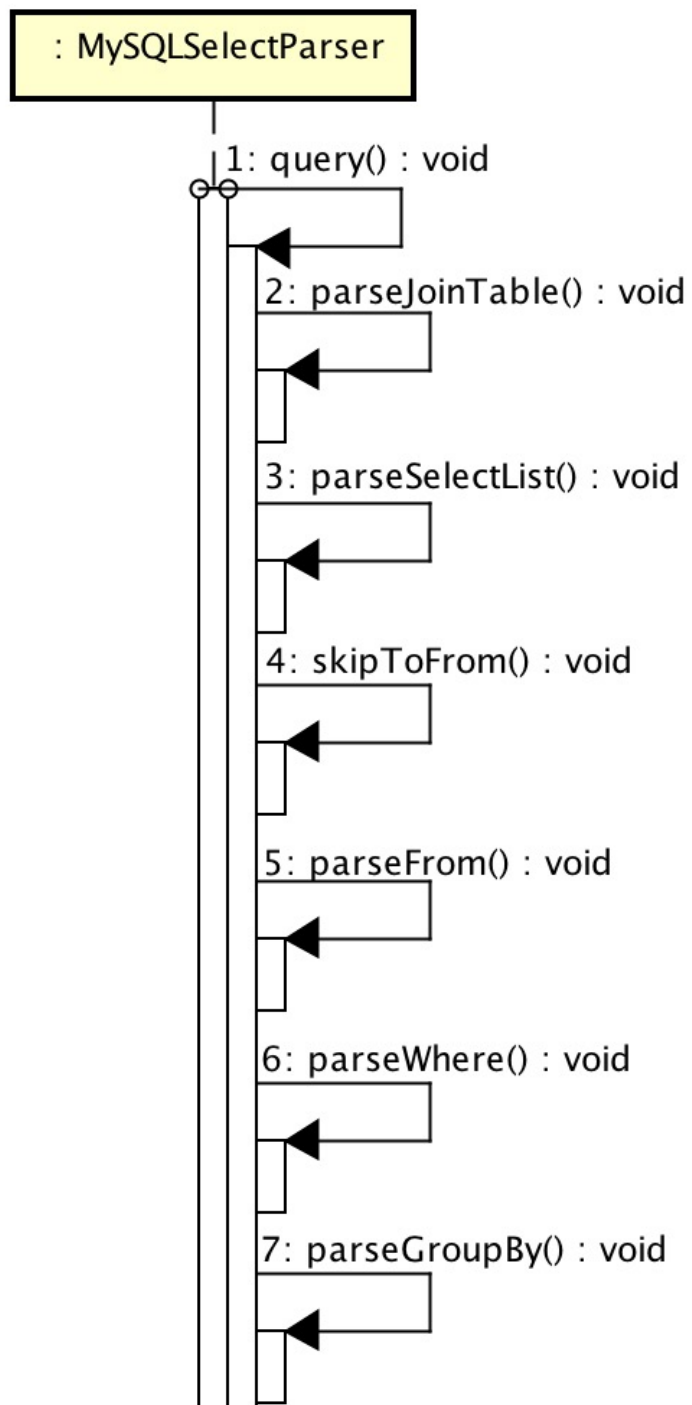 : MySQLSelectParser
1: query() : void
2: parseJoinTable() : void
3: parseSelectList() : void
4: skipToFrom() : void
5: parseFrom() : void
6: parseWhere() : void
7: parseGroupBy() : void